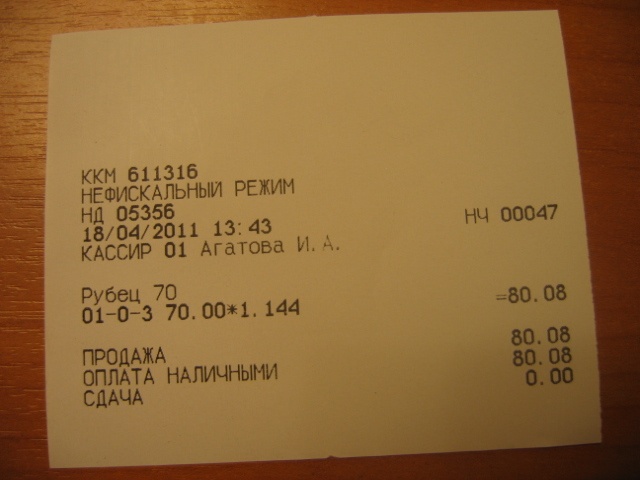 ККМ 611316
НЕФИСКАЛЬНЫЙ РЕЖИМ
НД 05356 НЧ 00047
18/04/2011 13:43
КАССИР 01 Агатова И.А.
Рубец 70
01-0-3 70.00*1.144 =80.08
ПРОДАЖА 80.08
ОПЛАТА НАЛИЧНЫМИ 80.08
СДАЧА 0.00